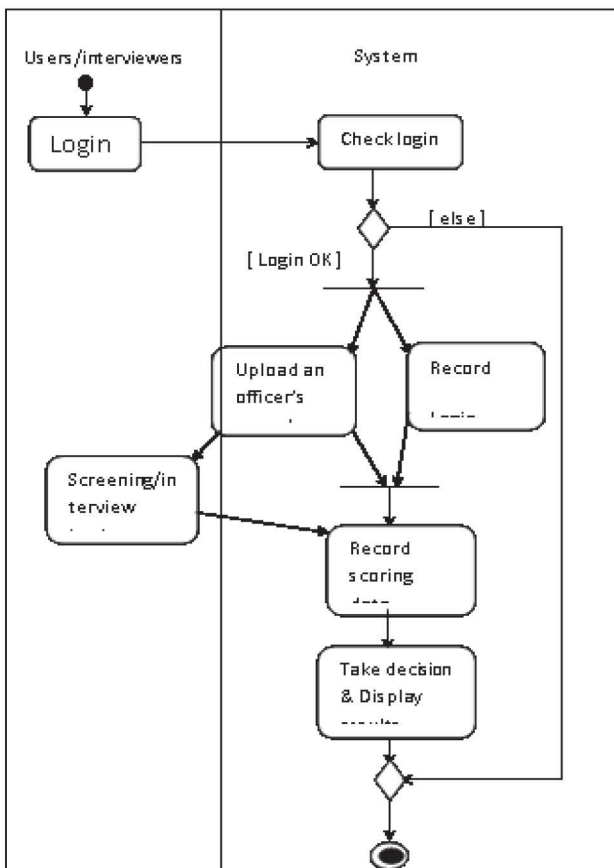 Users/interviewers
System
Login
Check login
[ else ]
[ Login OK ]
Upload an
officer's
Record
Screening/in
terview
Record
scoring
Take decision
& Display